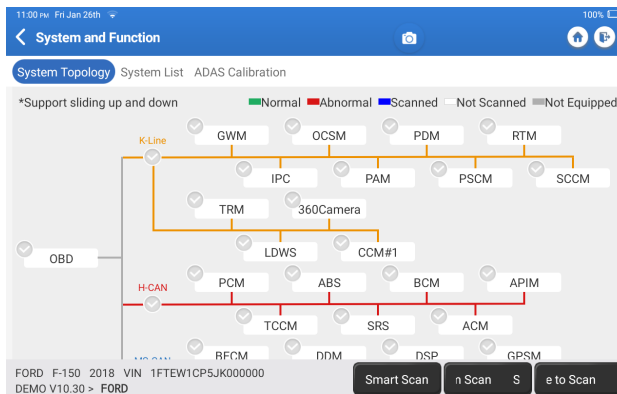 11:00 PM Fri Jan 26th 100%
System and Function
System Topology System List ADAS Calibration
*Support sliding up and down Normal Abnormal Scanned Not Scanned Not Equipped
K-Line GWM OCSM PDM RTM
IPC PAM PSCM SCCM
TRM 360Camera
LDWS CCM#1
OBD
H-CAN PCM ABS BCM APIM
TCCM SRS ACM
DDM DSP GPSM
FORD F-150 2018 VIN 1FTEW1CP5JK000000
DEMO V10.30 > FORD
Smart Scan n Scan S e to Scan